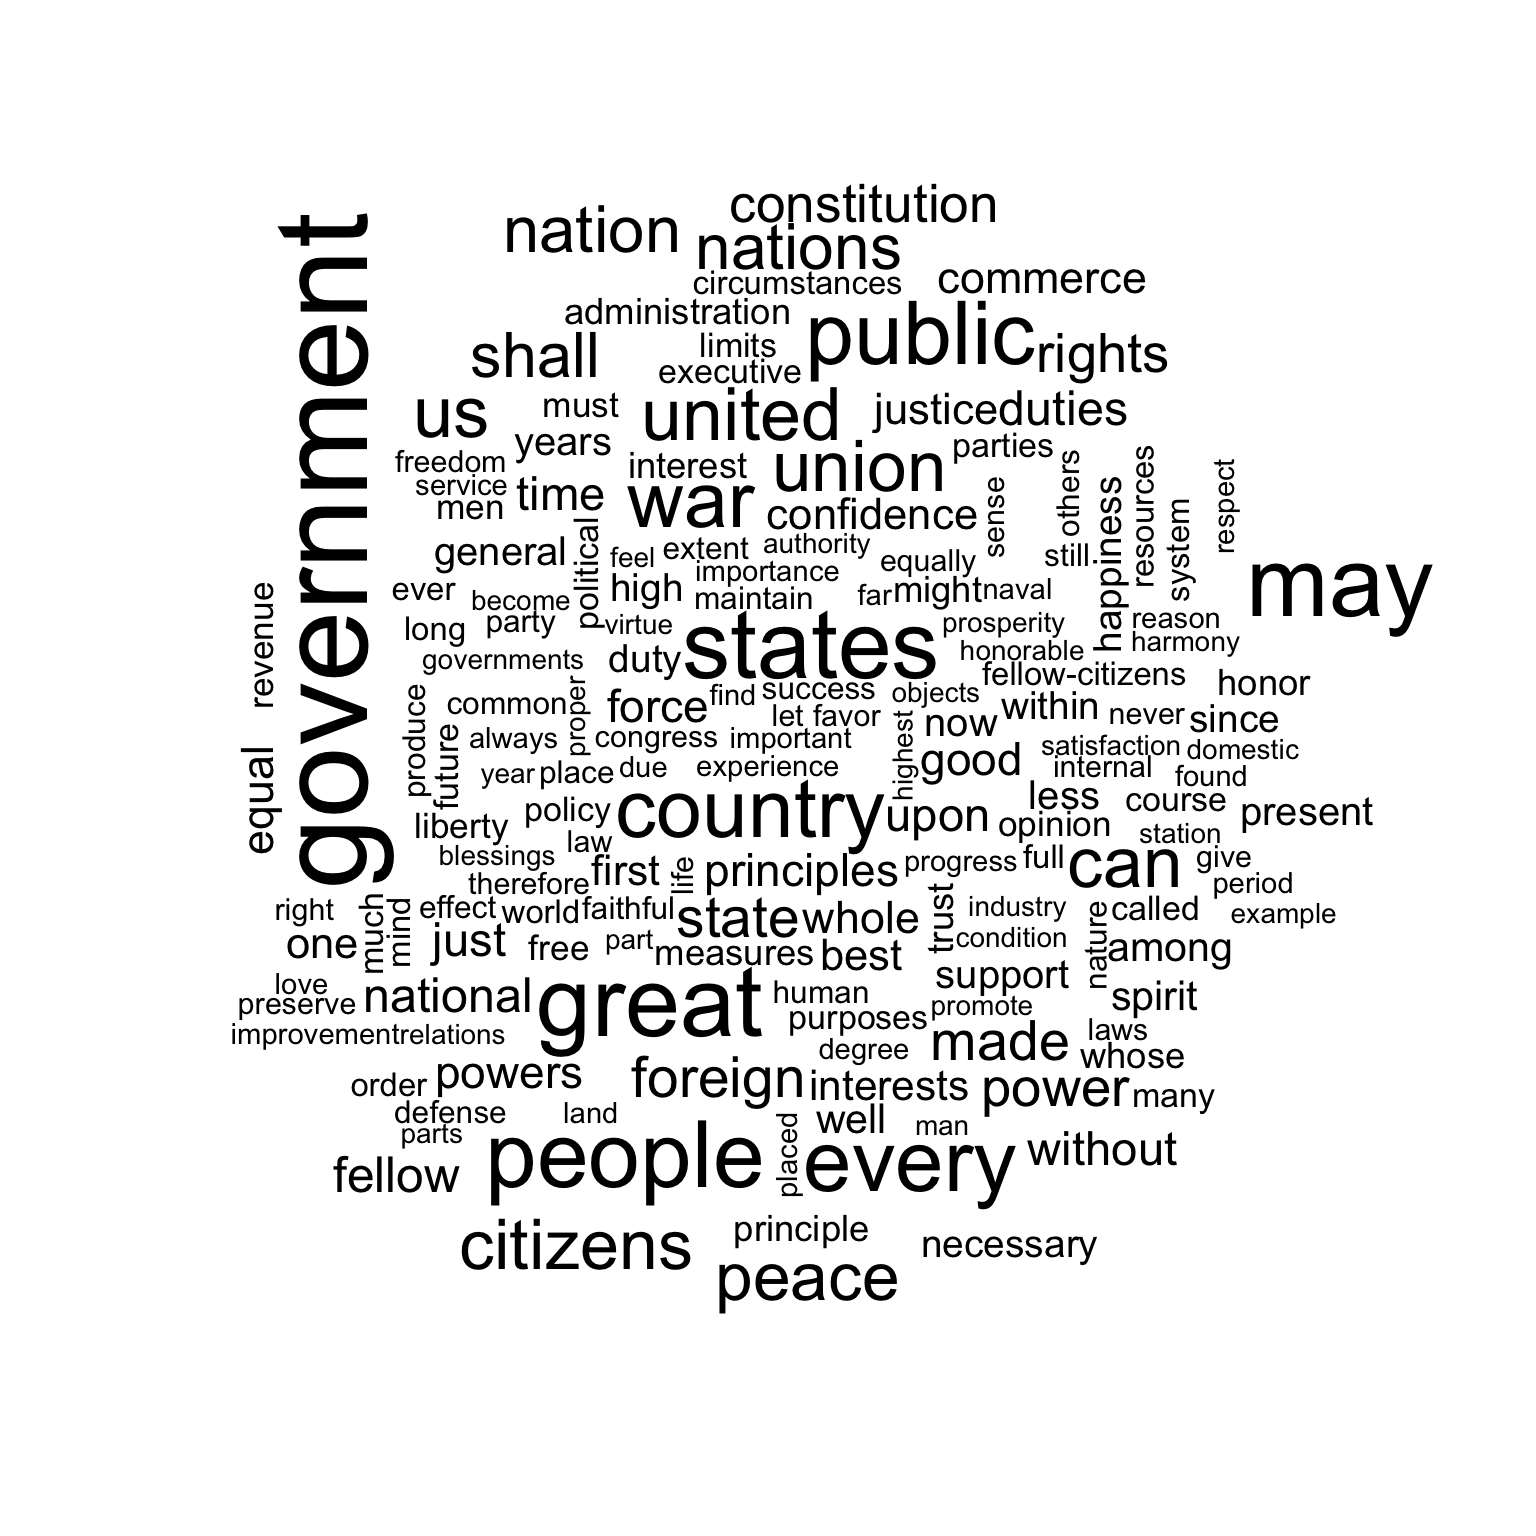 constitution
nation
nations
circumstances commerce
administration
public
limits
rights
shall
executive
government
us must united justice duties
years
parties
freedom interest union
service time war
men confidence
sense others happiness resources system respect
general political feel extent authority
equally still
importance may
ever become high maintain far might naval
revenue
long party virtue states prosperity reason
harmony
governments duty honorable
fellow-citizens honor
produce future common proper force find success objects
let favor highest now within never since
always congress important
satisfaction domestic
equal
year place due experience good internal found
liberty policy country upon less course present
opinion station
law
blessings first life principles progress full can give
therefore period
right much mind effect world faithful state whole trust industry nature called example
one just free part measures best condition among
love
preserve national great human support spirit
purposes promote
improvement relations made laws
degree whose
order powers foreign interests power many
defense land
parts people placed well man
fellow every without
citizens principle necessary
peace